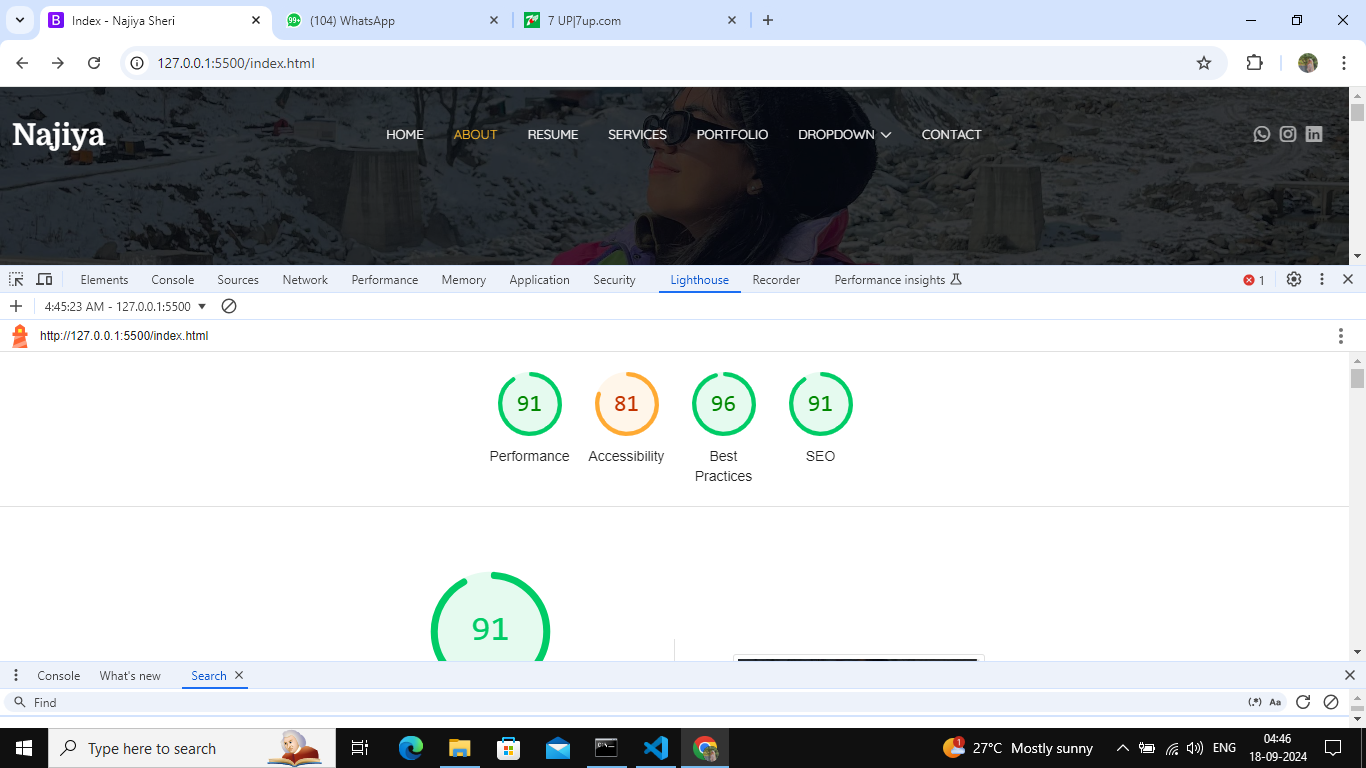 Index - Najiya Sheri
99+ (104) WhatsApp
7 UP|7up.com
127.0.0.1:5500/index.html
Najiya
HOME ABOUT RESUME SERVICES PORTFOLIO DROPDOWN CONTACT
Elements Console Sources Network Performance Memory Application Security Lighthouse Recorder Performance insights 1
4:45:23 AM - 127.0.0.1:5500
http://127.0.0.1:5500/index.html
91 81 96 91
Performance Accessibility Best Practices SEO
91
Console What's new Search
Find (.*) Aa
Type here to search
1 27°C Mostly sunny ENG 04:46
18-09-2024